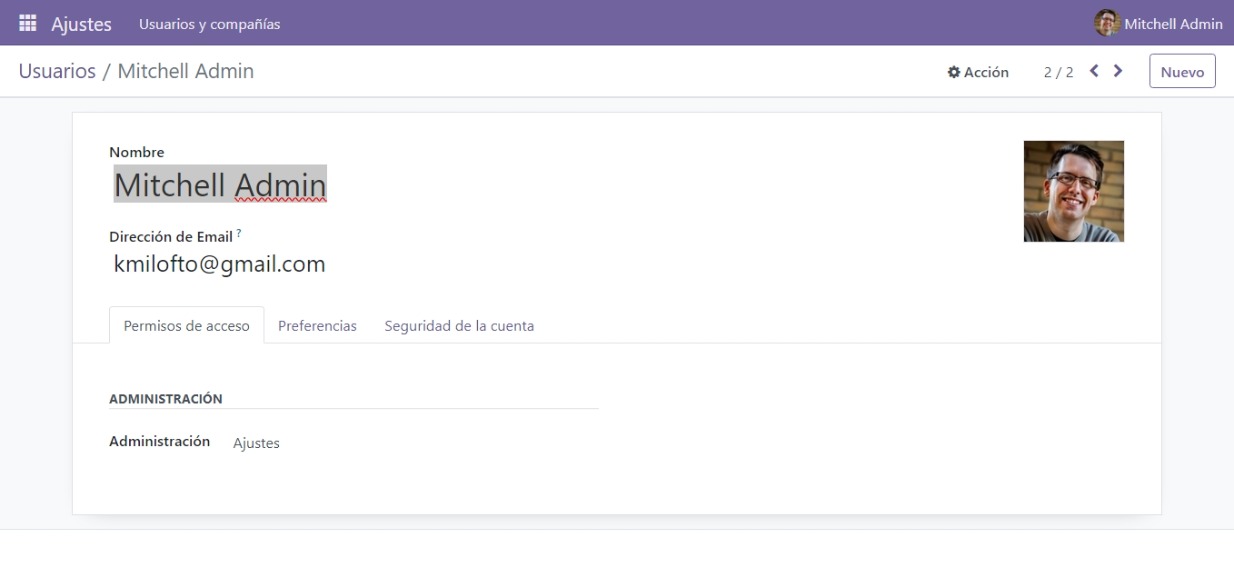 Ajustes Usuarios y compañías Mitchell Admin
Usuarios / Mitchell Admin Acción 2 / 2 Nuevo
Nombre
Mitchell Admin
Dirección de Email ?
kmilofto@gmail.com
Permisos de acceso Preferencias Seguridad de la cuenta
ADMINISTRACIÓN
Administración Ajustes